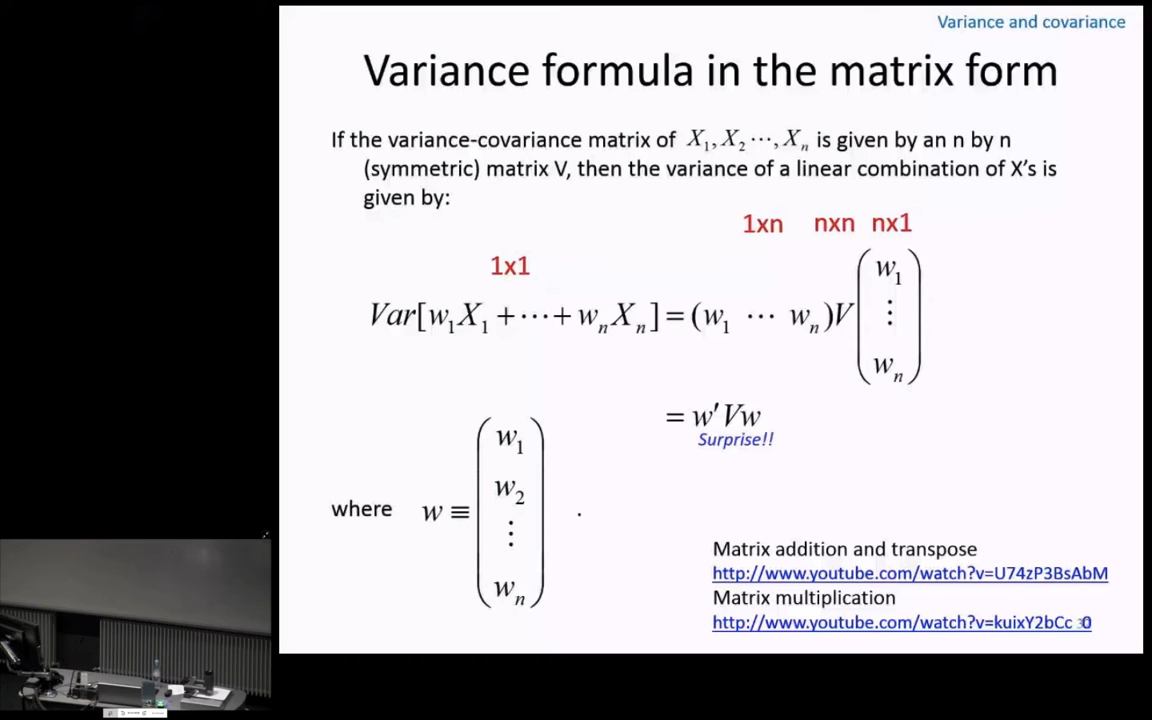 Variance and covariance
Variance formula in the matrix form
If the variance-covariance matrix of X₁, X₂ ⋯, Xₙ is given by an n by n
(symmetric) matrix V, then the variance of a linear combination of X's is
given by:
1xn nxn nx1
1x1
Var[w₁X₁ + ⋯ + wₙXₙ] = (w₁ ⋯ wₙ)V
w₁
⋮
wₙ
= w′Vw
Surprise!!
where w ≡
w₁
w₂
⋮
wₙ
.
Matrix addition and transpose
http://www.youtube.com/watch?v=U74zP3BsAbM
Matrix multiplication
http://www.youtube.com/watch?v=kuixY2bCc